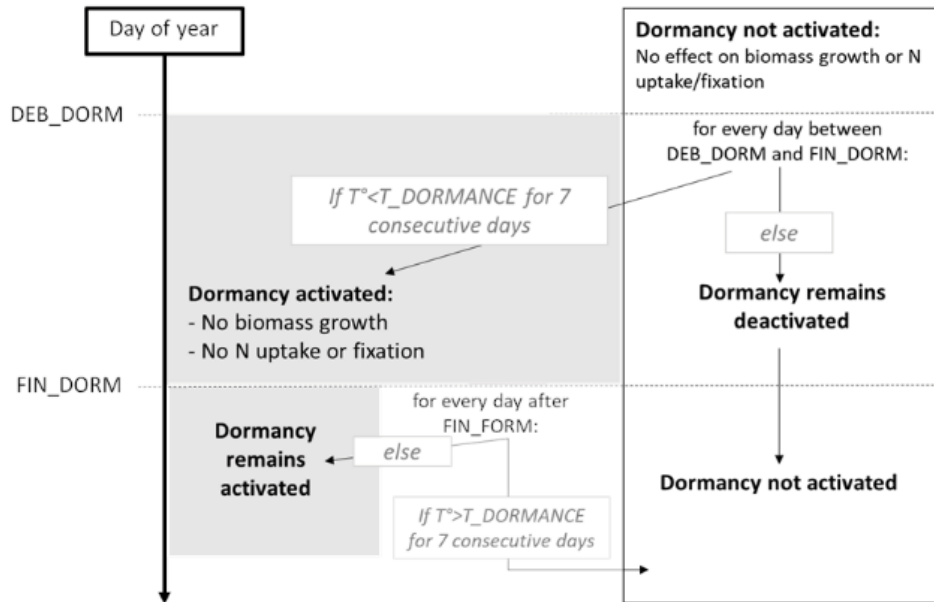 Day of year
Dormancy not activated:
No effect on biomass growth or N
uptake/fixation
DEB_DORM
for every day between
DEB_DORM and FIN_DORM:
If T°<T_DORMANCE for 7
consecutive days
else
Dormancy activated:
- No biomass growth
- No N uptake or fixation
Dormancy remains
deactivated
FIN_DORM
for every day after
FIN_FORM:
Dormancy
remains
activated
else
Dormancy not activated
If T°>T_DORMANCE
for 7 consecutive days